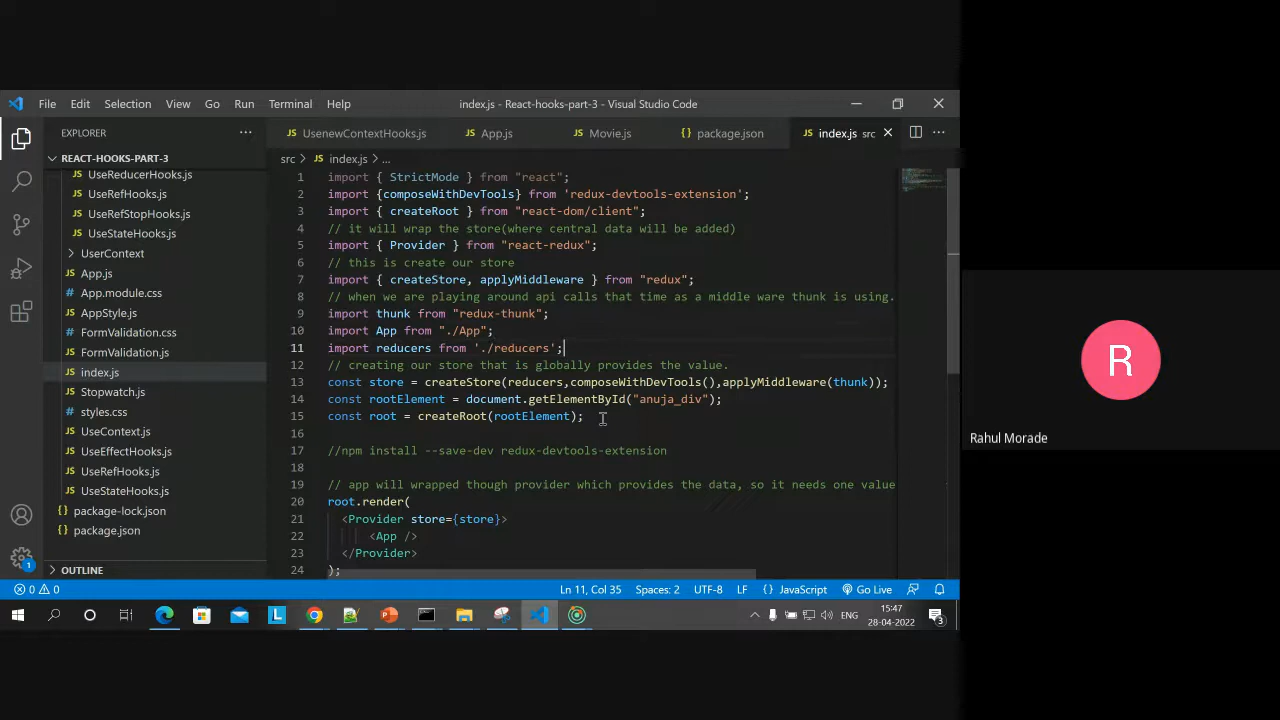 File Edit Selection View Go Run Terminal Help index.js - React-hooks-part-3 - Visual Studio Code
EXPLORER
UsenewContextHooks.js App.js Movie.js package.json index.js src
REACT-HOOKS-PART-3
UseReducerHooks.js
UseRefHooks.js
UseRefStopHooks.js
UseStateHooks.js
UserContext
App.js
App.module.css
AppStyle.js
FormValidation.css
FormValidation.js
index.js
Stopwatch.js
styles.css
UseContext.js
UseEffectHooks.js
UseRefHooks.js
UseStateHooks.js
package-lock.json
package.json
OUTLINE
src > index.js > ...
1 import { StrictMode } from "react";
2 import {composeWithDevTools} from 'redux-devtools-extension';
3 import { createRoot } from "react-dom/client";
4 // it will wrap the store(where central data will be added)
5 import { Provider } from "react-redux";
6 // this is create our store
7 import { createStore, applyMiddleware } from "redux";
8 // when we are playing around api calls that time as a middle ware thunk is using.
9 import thunk from "redux-thunk";
10 import App from "./App";
11 import reducers from './reducers';
12 // creating our store that is globally provides the value.
13 const store = createStore(reducers,composeWithDevTools(),applyMiddleware(thunk));
14 const rootElement = document.getElementById("anuja_div");
15 const root = createRoot(rootElement);
16
17 //npm install --save-dev redux-devtools-extension
18
19 // app will wrapped though provider which provides the data, so it needs one value
20 root.render(
21 <Provider store={store}>
22 <App />
23 </Provider>
24 );
0 0 Ln 11, Col 35 Spaces: 2 UTF-8 LF {} JavaScript Go Live
1
L
ENG 15:47
28-04-2022
3
R
Rahul Morade